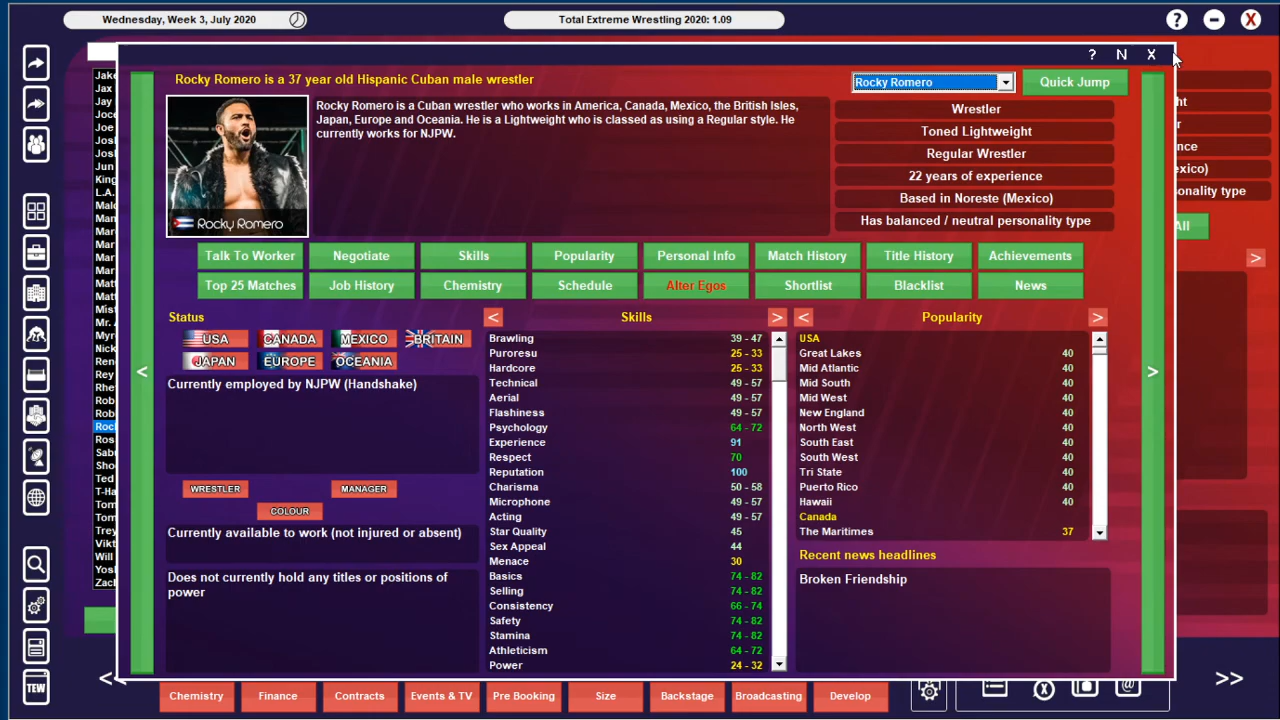 Wednesday, Week 3, July 2020
Total Extreme Wrestling 2020: 1.09
Rocky Romero is a 37 year old Hispanic Cuban male wrestler
Rocky Romero
Quick Jump
Rocky Romero is a Cuban wrestler who works in America, Canada, Mexico, the British Isles,
Japan, Europe and Oceania. He is a Lightweight who is classed as using a Regular style. He
currently works for NJPW.
Rocky Romero
Wrestler
Toned Lightweight
Regular Wrestler
22 years of experience
Based in Noreste (Mexico)
Has balanced / neutral personality type
Talk To Worker
Negotiate
Skills
Popularity
Personal Info
Match History
Title History
Achievements
Top 25 Matches
Job History
Chemistry
Schedule
Alter Egos
Shortlist
Blacklist
News
Status
USA
CANADA
MEXICO
BRITAIN
JAPAN
EUROPE
OCEANIA
Currently employed by NJPW (Handshake)
WRESTLER
MANAGER
COLOUR
Currently available to work (not injured or absent)
Does not currently hold any titles or positions of
power
Skills
Brawling 39 - 47
Puroresu 25 - 33
Hardcore 25 - 33
Technical 49 - 57
Aerial 49 - 57
Flashiness 49 - 57
Psychology 64 - 72
Experience 91
Respect 70
Reputation 100
Charisma 50 - 58
Microphone 49 - 57
Acting 49 - 57
Star Quality 45
Sex Appeal 44
Menace 30
Basics 74 - 82
Selling 74 - 82
Consistency 66 - 74
Safety 74 - 82
Stamina 74 - 82
Athleticism 64 - 72
Power 24 - 32
Popularity
USA
Great Lakes 40
Mid Atlantic 40
Mid South 40
Mid West 40
New England 40
North West 40
South East 40
South West 40
Tri State 40
Puerto Rico 40
Hawaii 40
Canada
The Maritimes 37
Recent news headlines
Broken Friendship
Chemistry
Finance
Contracts
Events & TV
Pre Booking
Size
Backstage
Broadcasting
Develop
TEW